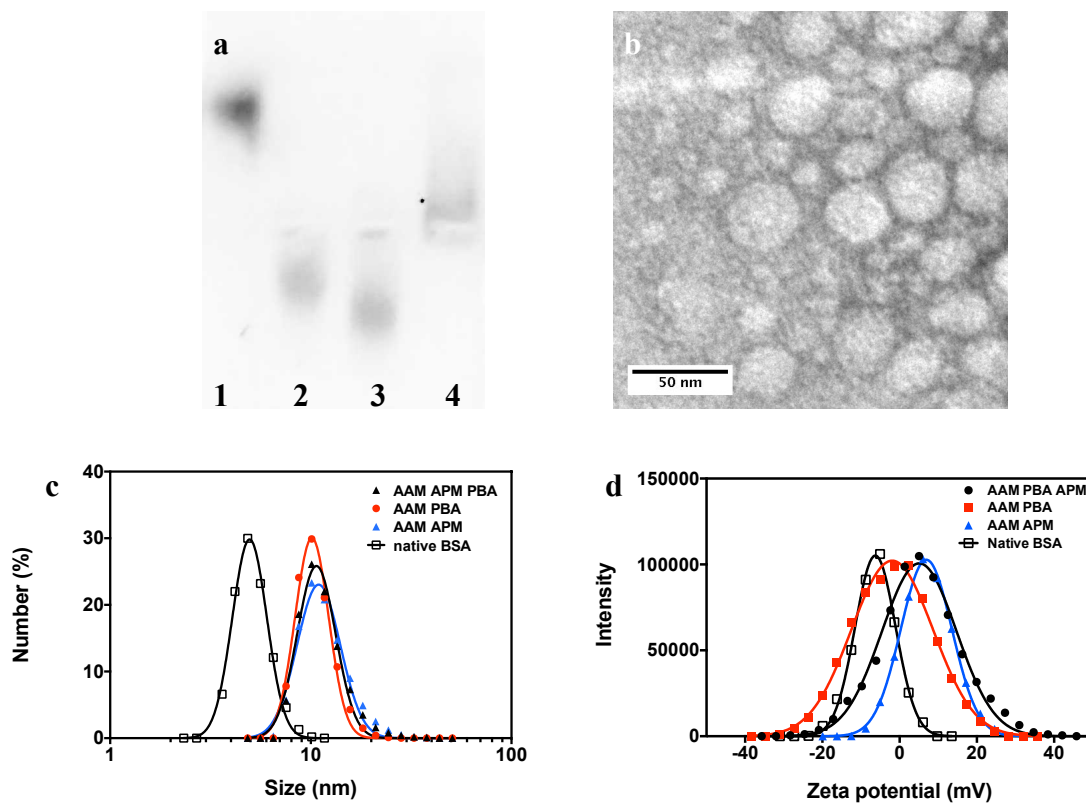 a
1 2 3 4
b
50 nm
c
40
30
20
10
0
Number (%)
1 10 100
Size (nm)
AAM APM PBA
AAM PBA
AAM APM
native BSA
d
150000
100000
50000
0
Intensity
-40 -20 0 20 40
Zeta potential (mV)
AAM PBA APM
AAM PBA
AAM APM
Native BSA